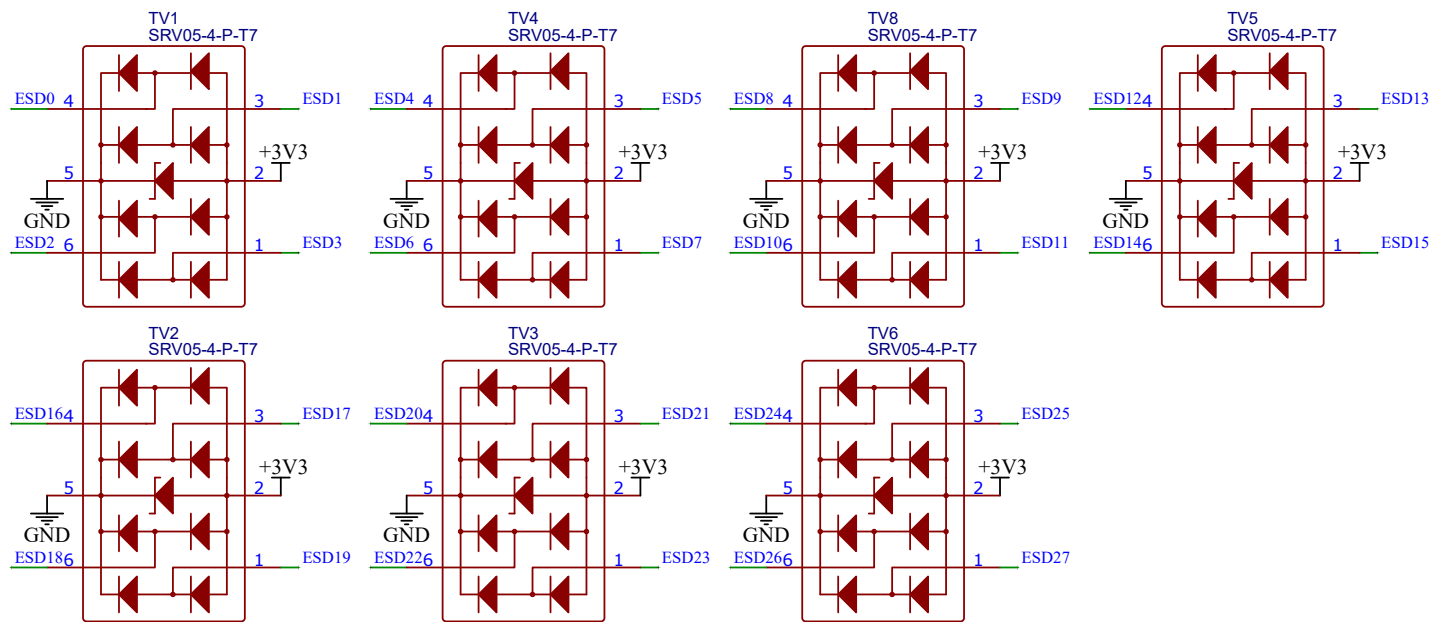 TV1
SRV05-4-P-T7
ESD0 4
3 ESD1
+3V3
5
2
GND
ESD2 6
1 ESD3
TV4
SRV05-4-P-T7
ESD4 4
3 ESD5
+3V3
5
2
GND
ESD6 6
1 ESD7
TV8
SRV05-4-P-T7
ESD8 4
3 ESD9
+3V3
5
2
GND
ESD10 6
1 ESD11
TV5
SRV05-4-P-T7
ESD12 4
3 ESD13
+3V3
5
2
GND
ESD14 6
1 ESD15
TV2
SRV05-4-P-T7
ESD16 4
3 ESD17
+3V3
5
2
GND
ESD18 6
1 ESD19
TV3
SRV05-4-P-T7
ESD20 4
3 ESD21
+3V3
5
2
GND
ESD22 6
1 ESD23
TV6
SRV05-4-P-T7
ESD24 4
3 ESD25
+3V3
5
2
GND
ESD26 6
1 ESD27